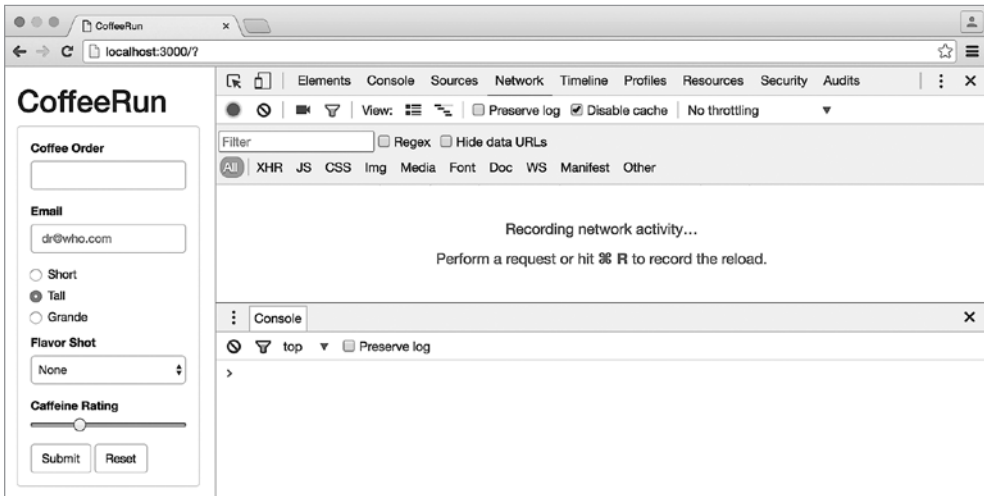 CoffeeRun
localhost:3000/?
CoffeeRun
Coffee Order
Email
dr@who.com
Short
Tall
Grande
Flavor Shot
None
Caffeine Rating
Submit Reset
Elements Console Sources Network Timeline Profiles Resources Security Audits
View: Preserve log Disable cache No throttling
Filter Regex Hide data URLs
All XHR JS CSS Img Media Font Doc WS Manifest Other
Recording network activity...
Perform a request or hit ⌘ R to record the reload.
Console
top Preserve log
>